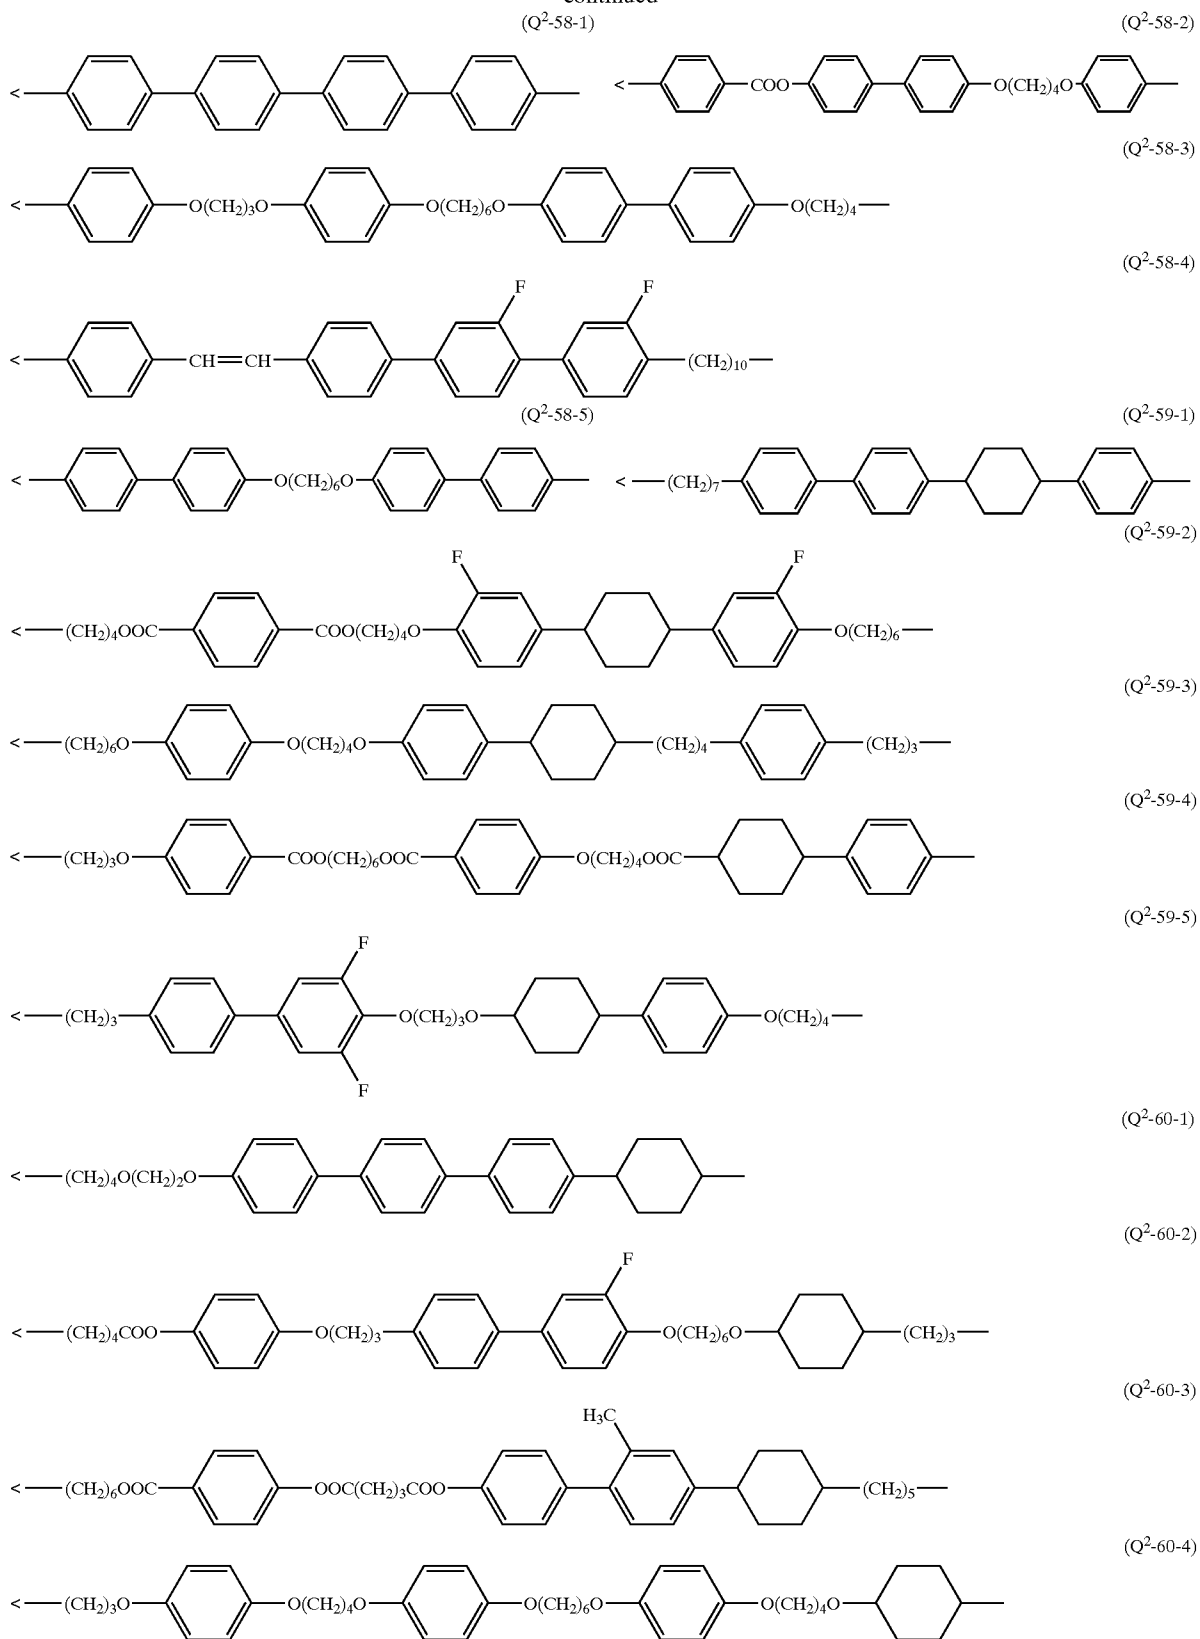 continued
(Q²-58-1) (Q²-58-2)
< COO O(CH₂)₄O
(Q²-58-3)
< O(CH₂)₃O O(CH₂)₆O O(CH₂)₄
(Q²-58-4)
F F
< CH=CH (CH₂)₁₀
(Q²-58-5) (Q²-59-1)
< O(CH₂)₆O < (CH₂)₇
(Q²-59-2)
F F
< (CH₂)₄OOC COO(CH₂)₄O O(CH₂)₆
(Q²-59-3)
< (CH₂)₆O O(CH₂)₄O (CH₂)₄ (CH₂)₃
(Q²-59-4)
< (CH₂)₃O COO(CH₂)₆OOC O(CH₂)₄OOC
(Q²-59-5)
F
< (CH₂)₃ O(CH₂)₃O O(CH₂)₄
F
(Q²-60-1)
< (CH₂)₄O(CH₂)₂O
(Q²-60-2)
F
< (CH₂)₄COO O(CH₂)₃ O(CH₂)₆O (CH₂)₃
(Q²-60-3)
H₃C
< (CH₂)₆OOC OOC(CH₂)₃COO (CH₂)₅
(Q²-60-4)
< (CH₂)₃O O(CH₂)₄O O(CH₂)₆O O(CH₂)₄O